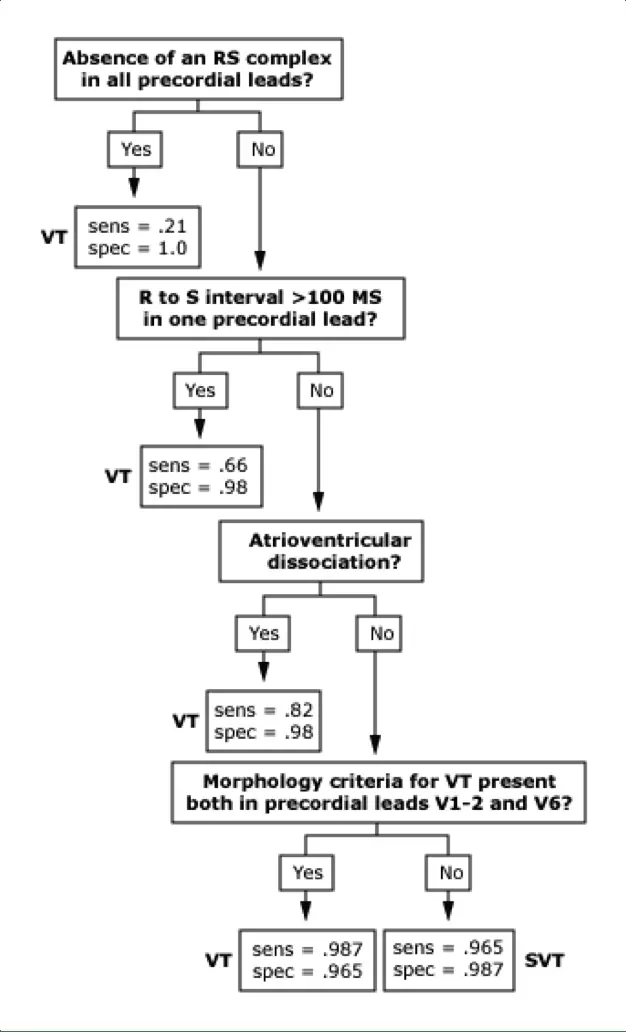 Absence of an RS complex
in all precordial leads?
Yes
No
VT
sens = .21
spec = 1.0
R to S interval >100 MS
in one precordial lead?
Yes
No
VT
sens = .66
spec = .98
Atrioventricular
dissociation?
Yes
No
VT
sens = .82
spec = .98
Morphology criteria for VT present
both in precordial leads V1-2 and V6?
Yes
No
VT
sens = .987
spec = .965
sens = .965
spec = .987
SVT